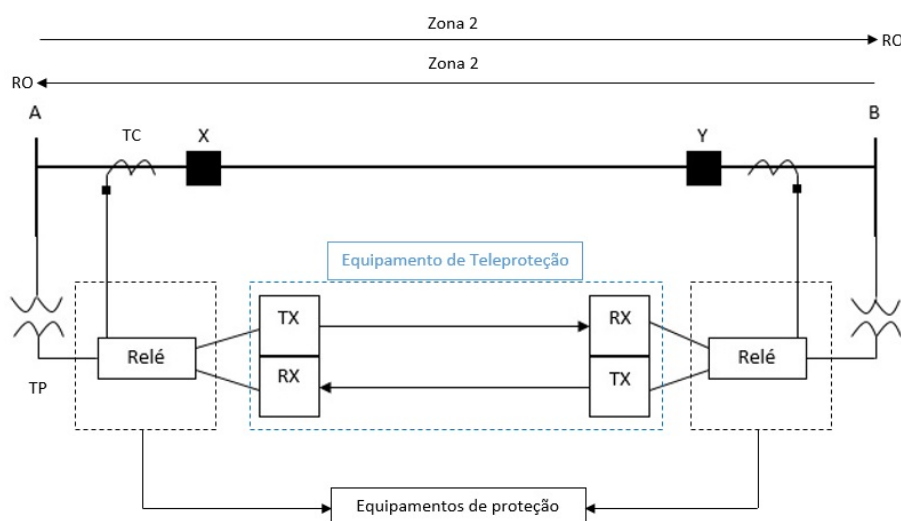 Zona 2
RO
Zona 2
RO
A
B
TC
X
Y
Equipamento de Teleproteção
TX
RX
Relé
Relé
RX
TX
TP
Equipamentos de proteção